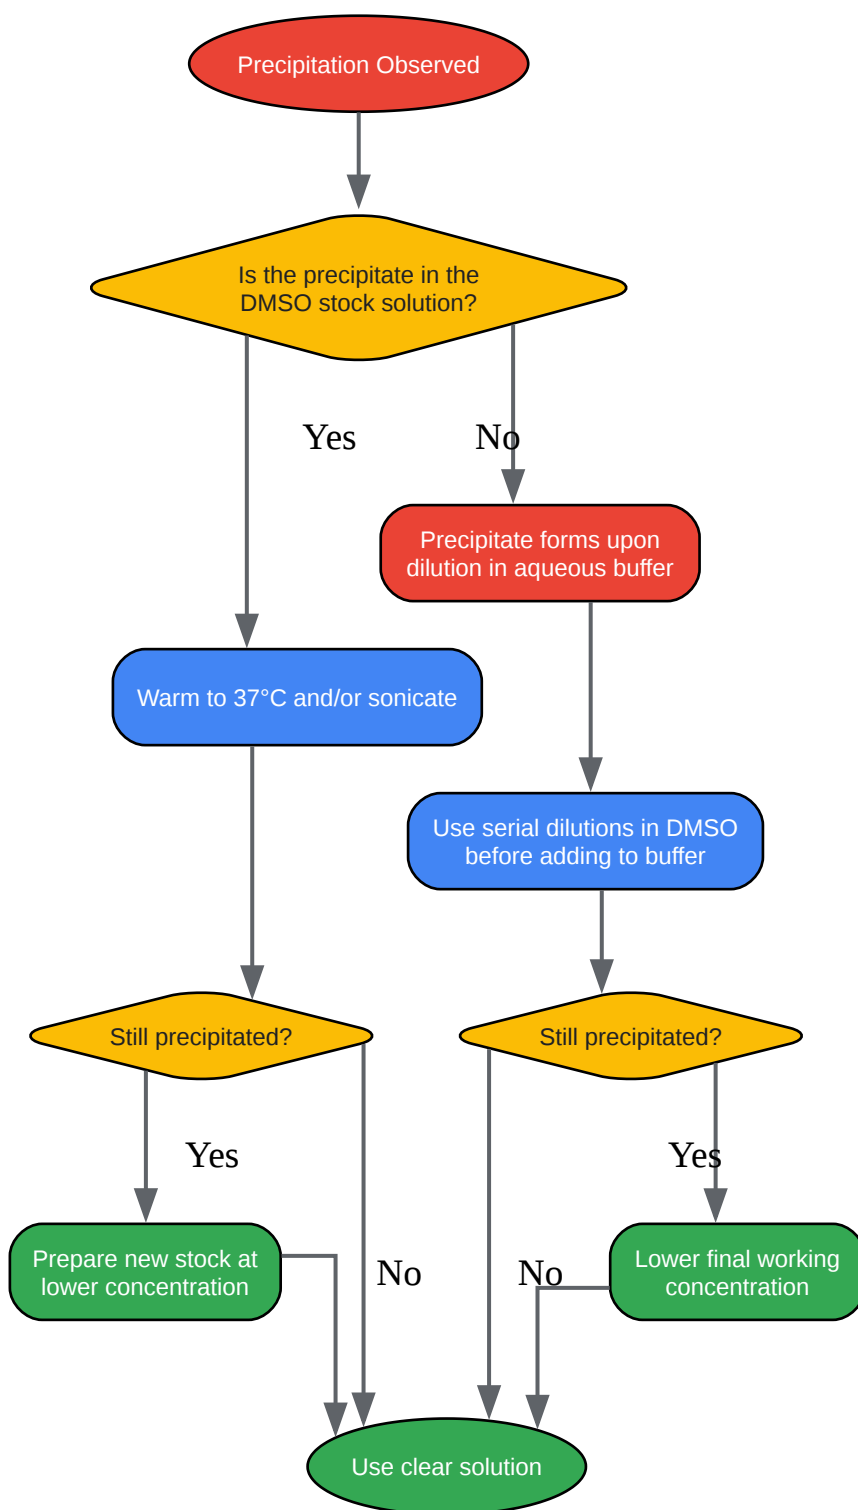 Precipitation Observed
Is the precipitate in the
DMSO stock solution?
Yes
No
Precipitate forms upon
dilution in aqueous buffer
Warm to 37°C and/or sonicate
Use serial dilutions in DMSO
before adding to buffer
Still precipitated?
Still precipitated?
Yes
Yes
Prepare new stock at
lower concentration
No
No
Lower final working
concentration
Use clear solution